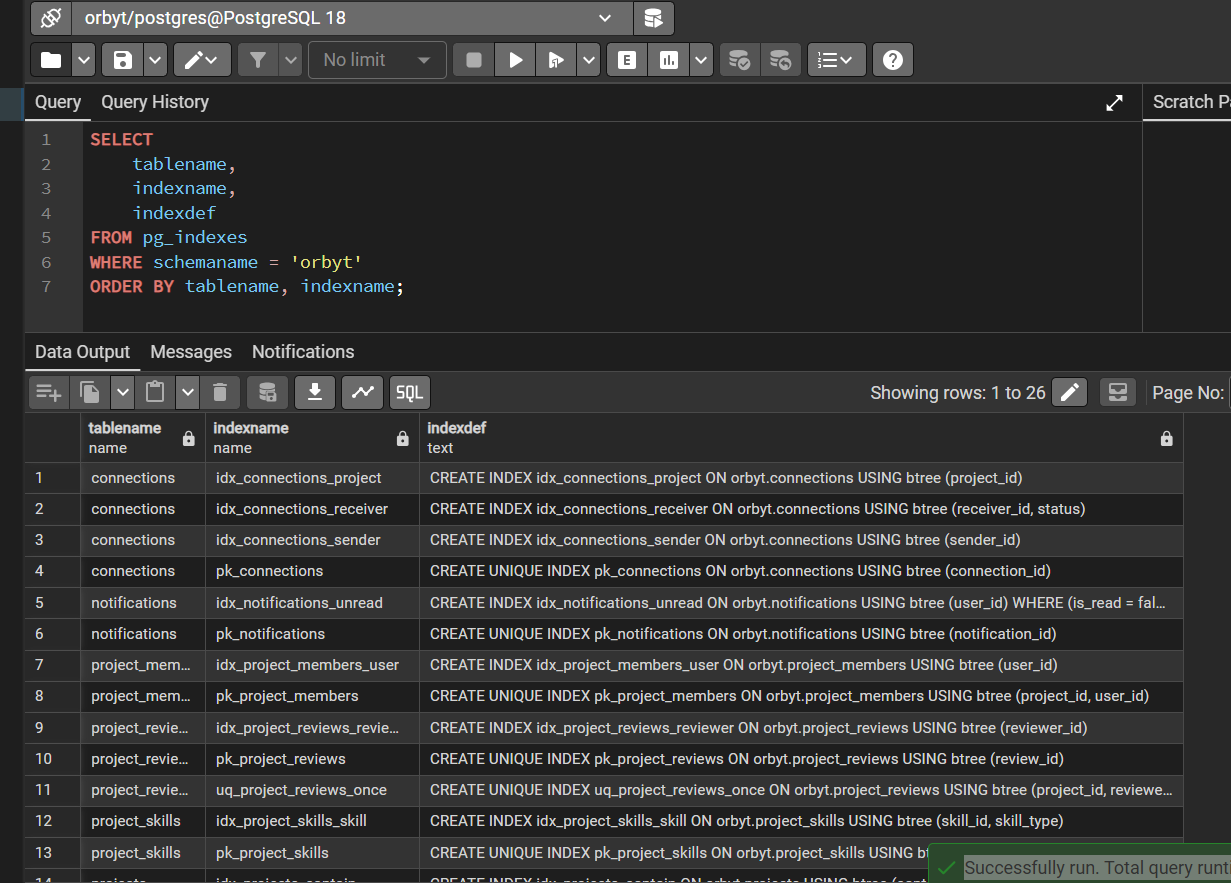 orbyt/postgres@PostgreSQL 18
No limit
E
Query Query History
Scratch P
1 SELECT
2 tablename,
3 indexname,
4 indexdef
5 FROM pg_indexes
6 WHERE schemaname = 'orbyt'
7 ORDER BY tablename, indexname;
Data Output Messages Notifications
SQL Showing rows: 1 to 26 Page No:
tablename indexname indexdef
name name text
1 connections idx_connections_project CREATE INDEX idx_connections_project ON orbyt.connections USING btree (project_id)
2 connections idx_connections_receiver CREATE INDEX idx_connections_receiver ON orbyt.connections USING btree (receiver_id, status)
3 connections idx_connections_sender CREATE INDEX idx_connections_sender ON orbyt.connections USING btree (sender_id)
4 connections pk_connections CREATE UNIQUE INDEX pk_connections ON orbyt.connections USING btree (connection_id)
5 notifications idx_notifications_unread CREATE INDEX idx_notifications_unread ON orbyt.notifications USING btree (user_id) WHERE (is_read = fal...
6 notifications pk_notifications CREATE UNIQUE INDEX pk_notifications ON orbyt.notifications USING btree (notification_id)
7 project_mem... idx_project_members_user CREATE INDEX idx_project_members_user ON orbyt.project_members USING btree (user_id)
8 project_mem... pk_project_members CREATE UNIQUE INDEX pk_project_members ON orbyt.project_members USING btree (project_id, user_id)
9 project_revie... idx_project_reviews_revie... CREATE INDEX idx_project_reviews_reviewer ON orbyt.project_reviews USING btree (reviewer_id)
10 project_revie... pk_project_reviews CREATE UNIQUE INDEX pk_project_reviews ON orbyt.project_reviews USING btree (review_id)
11 project_revie... uq_project_reviews_once CREATE UNIQUE INDEX uq_project_reviews_once ON orbyt.project_reviews USING btree (project_id, reviewe...
12 project_skills idx_project_skills_skill CREATE INDEX idx_project_skills_skill ON orbyt.project_skills USING btree (skill_id, skill_type)
13 project_skills pk_project_skills CREATE UNIQUE INDEX pk_project_skills ON orbyt.project_skills USING
Successfully run. Total query runt